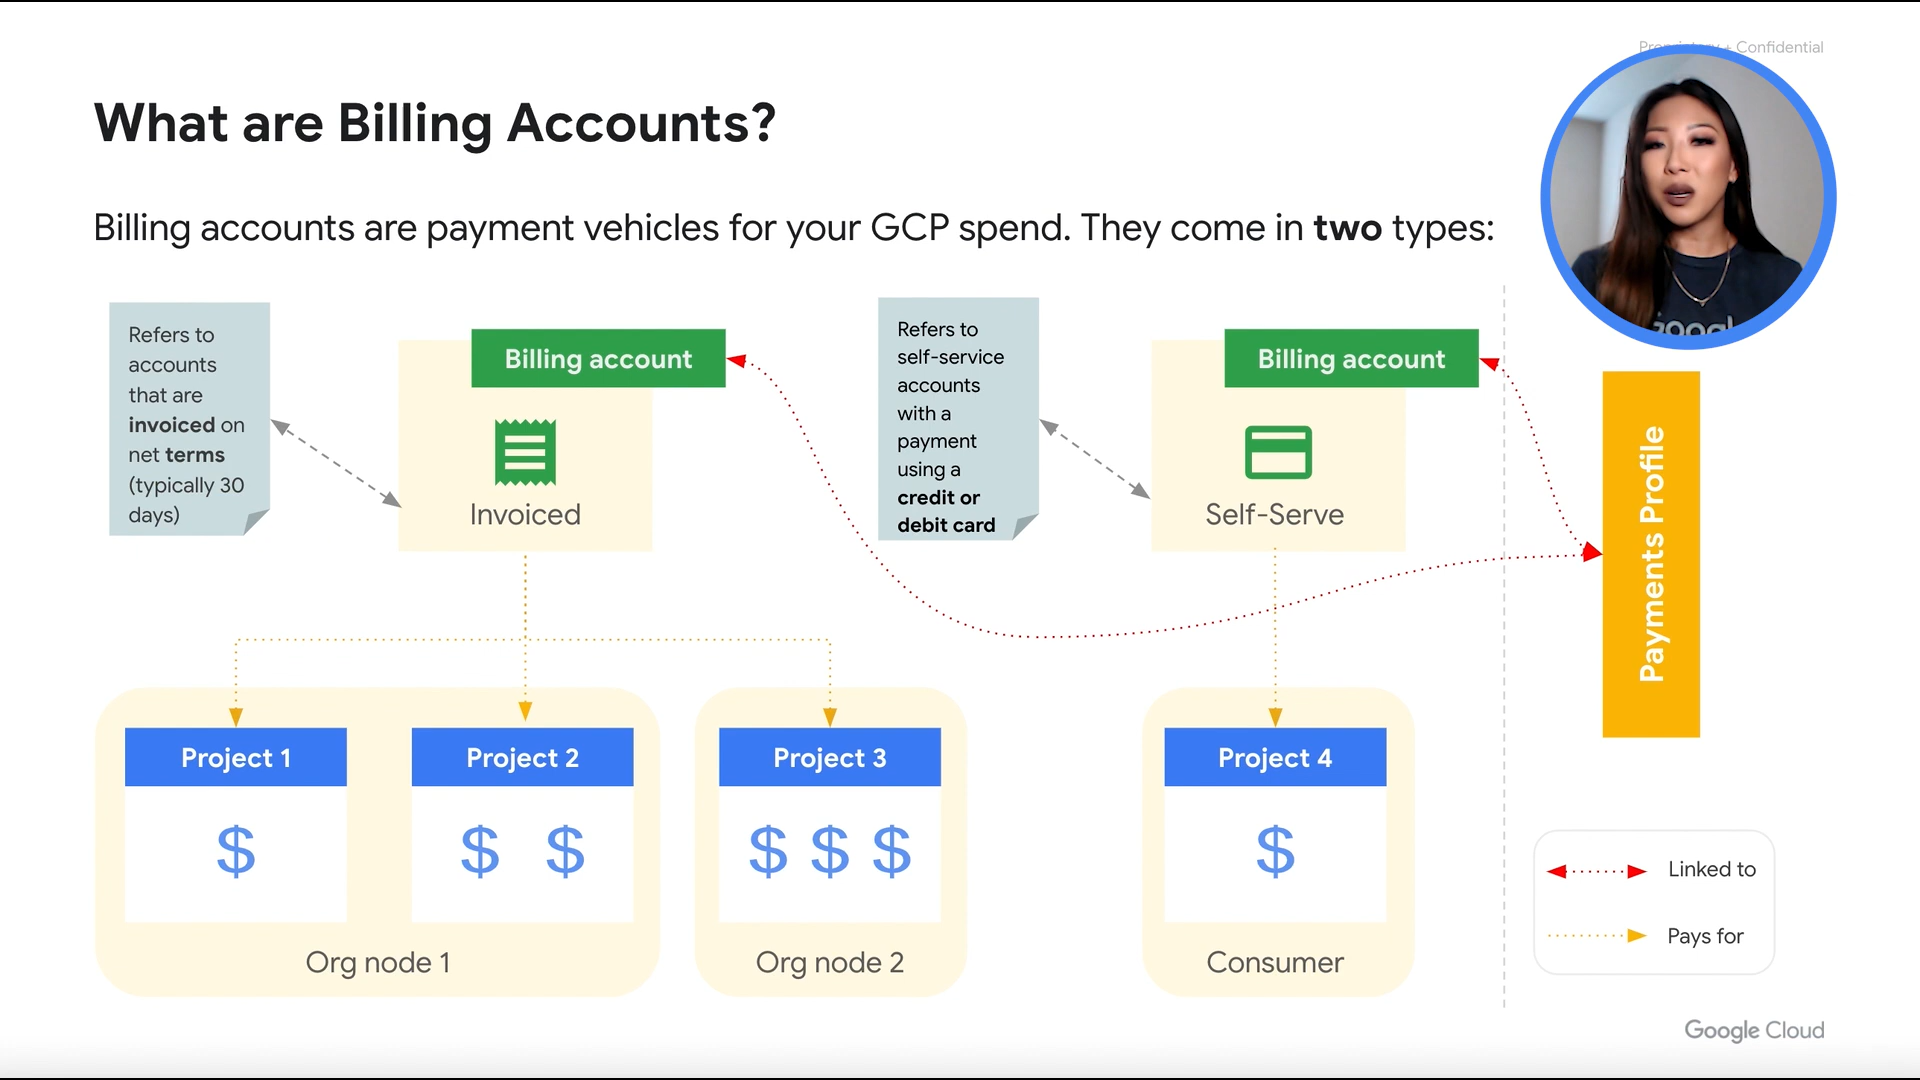 Proprietary + Confidential
What are Billing Accounts?
Billing accounts are payment vehicles for your GCP spend. They come in two types:
Refers to
accounts
that are
invoiced on
net terms
(typically 30
days)
Billing account
Invoiced
Refers to
self-service
accounts
with a
payment
using a
credit or
debit card
Billing account
Self-Serve
Payments Profile
Project 1
$
Project 2
$ $
Org node 1
Project 3
$ $ $
Org node 2
Project 4
$
Consumer
Linked to
Pays for
Google Cloud